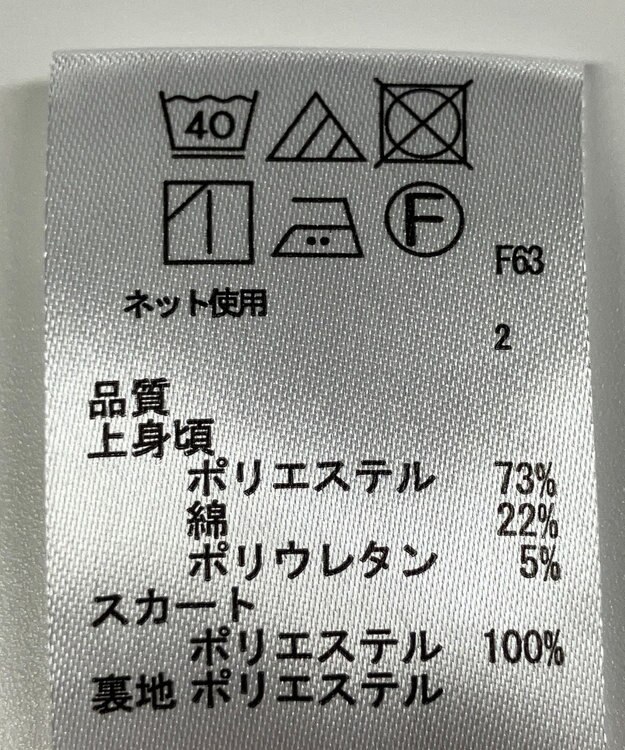 40
F
F63
ネット使用
2
品質
上身頃
ポリエステル 73%
綿 22%
ポリウレタン 5%
スカート
ポリエステル 100%
裏地 ポリエステル